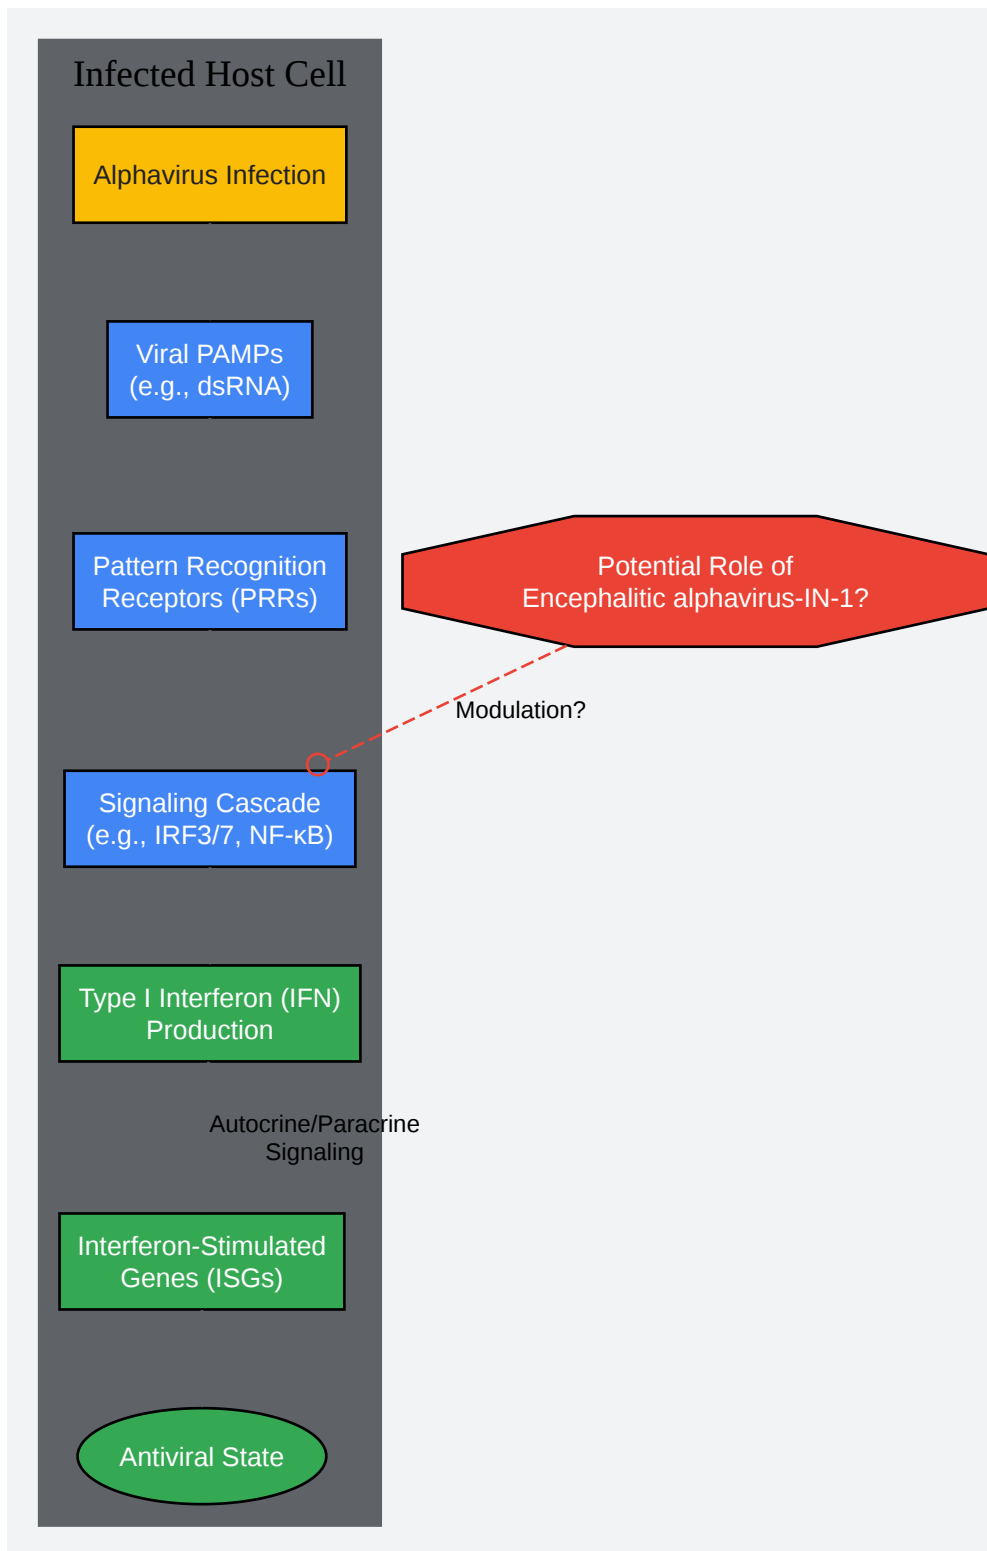 Infected Host Cell
Alphavirus Infection
Viral PAMPs
(e.g., dsRNA)
Pattern Recognition
Receptors (PRRs)
Potential Role of
Encephalitic alphavirus-IN-1?
Modulation?
Signaling Cascade
(e.g., IRF3/7, NF-κB)
Type I Interferon (IFN)
Production
Autocrine/Paracrine
Signaling
Interferon-Stimulated
Genes (ISGs)
Antiviral State